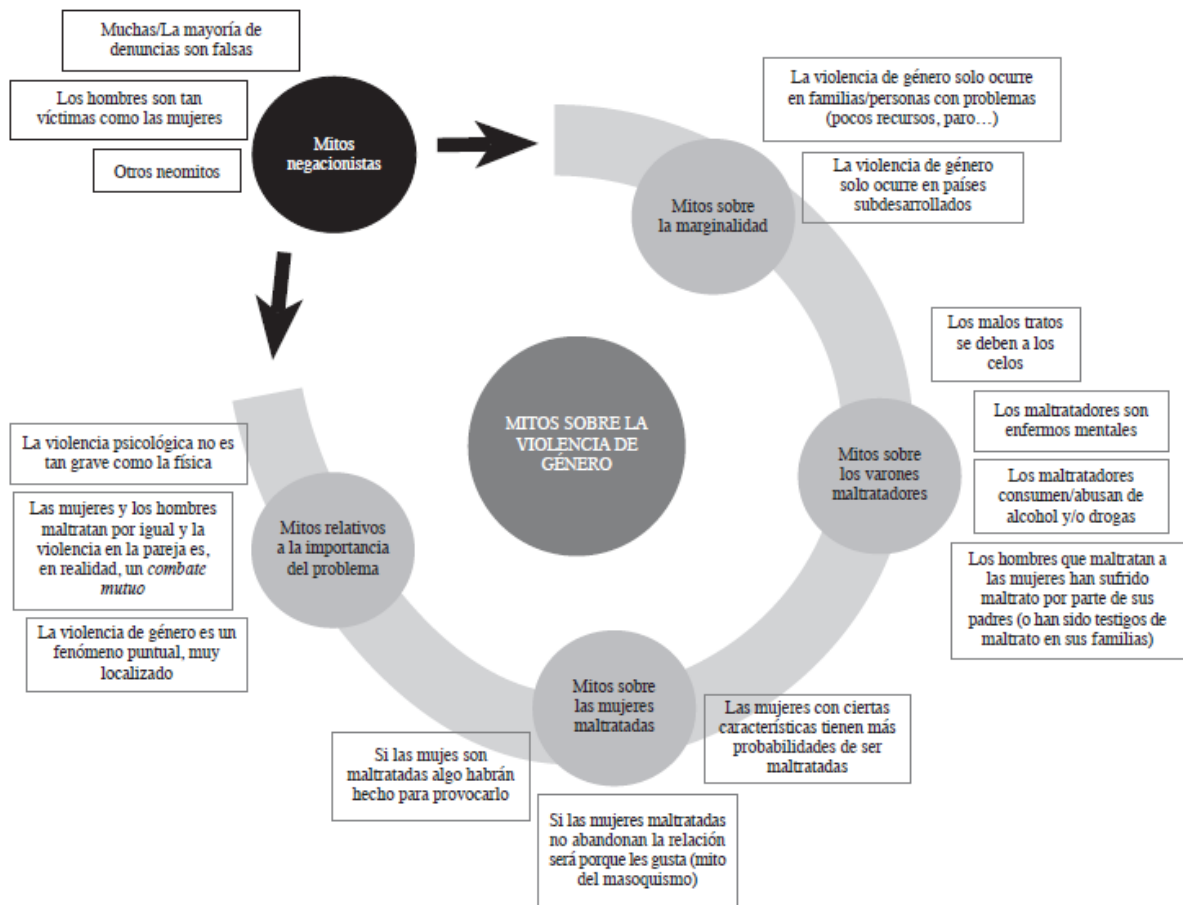 Muchas/La mayoría de
denuncias son falsas
Los hombres son tan
víctimas como las mujeres
Otros neomitos
Mitos
negacionistas
La violencia de género solo ocurre
en familias/personas con problemas
(pocos recursos, paro…)
La violencia de género
solo ocurre en países
subdesarrollados
Mitos sobre
la marginalidad
Los malos tratos
se deben a los
celos
Los maltratadores son
enfermos mentales
Los maltratadores
consumen/abusan de
alcohol y/o drogas
Los hombres que maltratan a
las mujeres han sufrido
maltrato por parte de sus
padres (o han sido testigos de
maltrato en sus familias)
Mitos sobre
los varones
maltratadores
MITOS SOBRE LA
VIOLENCIA DE
GÉNERO
La violencia psicológica no es
tan grave como la física
Las mujeres y los hombres
maltratan por igual y la
violencia en la pareja es,
en realidad, un combate
mutuo
La violencia de género es un
fenómeno puntual, muy
localizado
Mitos relativos
a la importancia
del problema
Mitos sobre
las mujeres
maltratadas
Las mujeres con ciertas
características tienen más
probabilidades de ser
maltratadas
Si las mujes son
maltratadas algo habrán
hecho para provocarlo
Si las mujeres maltratadas
no abandonan la relación
será porque les gusta (mito
del masoquismo)